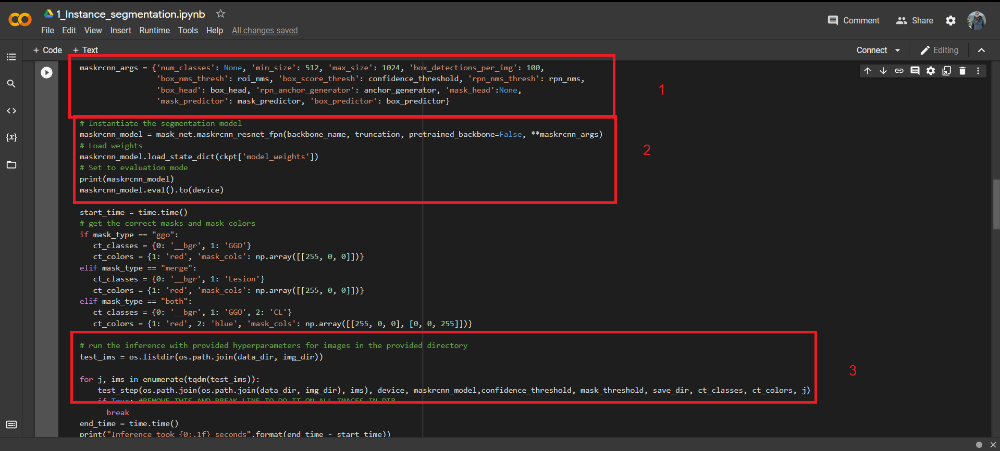 1_Instance_segmentation.ipynb
Comment
Share
File Edit View Insert Runtime Tools Help All changes saved
+ Code + Text
Connect
Editing
maskrcnn_args = {'num_classes': None, 'min_size': 512, 'max_size': 1024, 'box_detections_per_img': 100,
'box_nms_thresh': roi_nms, 'box_score_thresh': confidence_threshold, 'rpn_nms_thresh': rpn_nms,
'box_head': box_head, 'rpn_anchor_generator': anchor_generator, 'mask_head':None,
'mask_predictor': mask_predictor, 'box_predictor': box_predictor}
1
# Instantiate the segmentation model
maskrcnn_model = mask_net.maskrcnn_resnet_fpn(backbone_name, truncation, pretrained_backbone=False, **maskrcnn_args)
# Load weights
maskrcnn_model.load_state_dict(ckpt['model_weights'])
# Set to evaluation mode
print(maskrcnn_model)
maskrcnn_model.eval().to(device)
2
start_time = time.time()
# get the correct masks and mask colors
if mask_type == "ggo":
ct_classes = {0: '__bgr', 1: 'GGO'}
ct_colors = {1: 'red', 'mask_cols': np.array([[255, 0, 0]])}
elif mask_type == "merge":
ct_classes = {0: '__bgr', 1: 'Lesion'}
ct_colors = {1: 'red', 'mask_cols': np.array([[255, 0, 0]])}
elif mask_type == "both":
ct_classes = {0: '__bgr', 1: 'GGO', 2: 'CL'}
ct_colors = {1: 'red', 2: 'blue', 'mask_cols': np.array([[255, 0, 0], [0, 0, 255]])}
# run the inference with provided hyperparameters for images in the provided directory
test_ims = os.listdir(os.path.join(data_dir, img_dir))
for j, ims in enumerate(tqdm(test_ims)):
test_step(os.path.join(os.path.join(data_dir, img_dir), ims), device, maskrcnn_model,confidence_threshold, mask_threshold, save_dir, ct_classes, ct_colors, j)
3
if True: #REMOVE THIS AND BREAK LINE TO DO IT ON ALL IMAGES IN DIR
break
end_time = time.time()
print("Inference took {0:.1f} seconds".format(end_time - start_time))